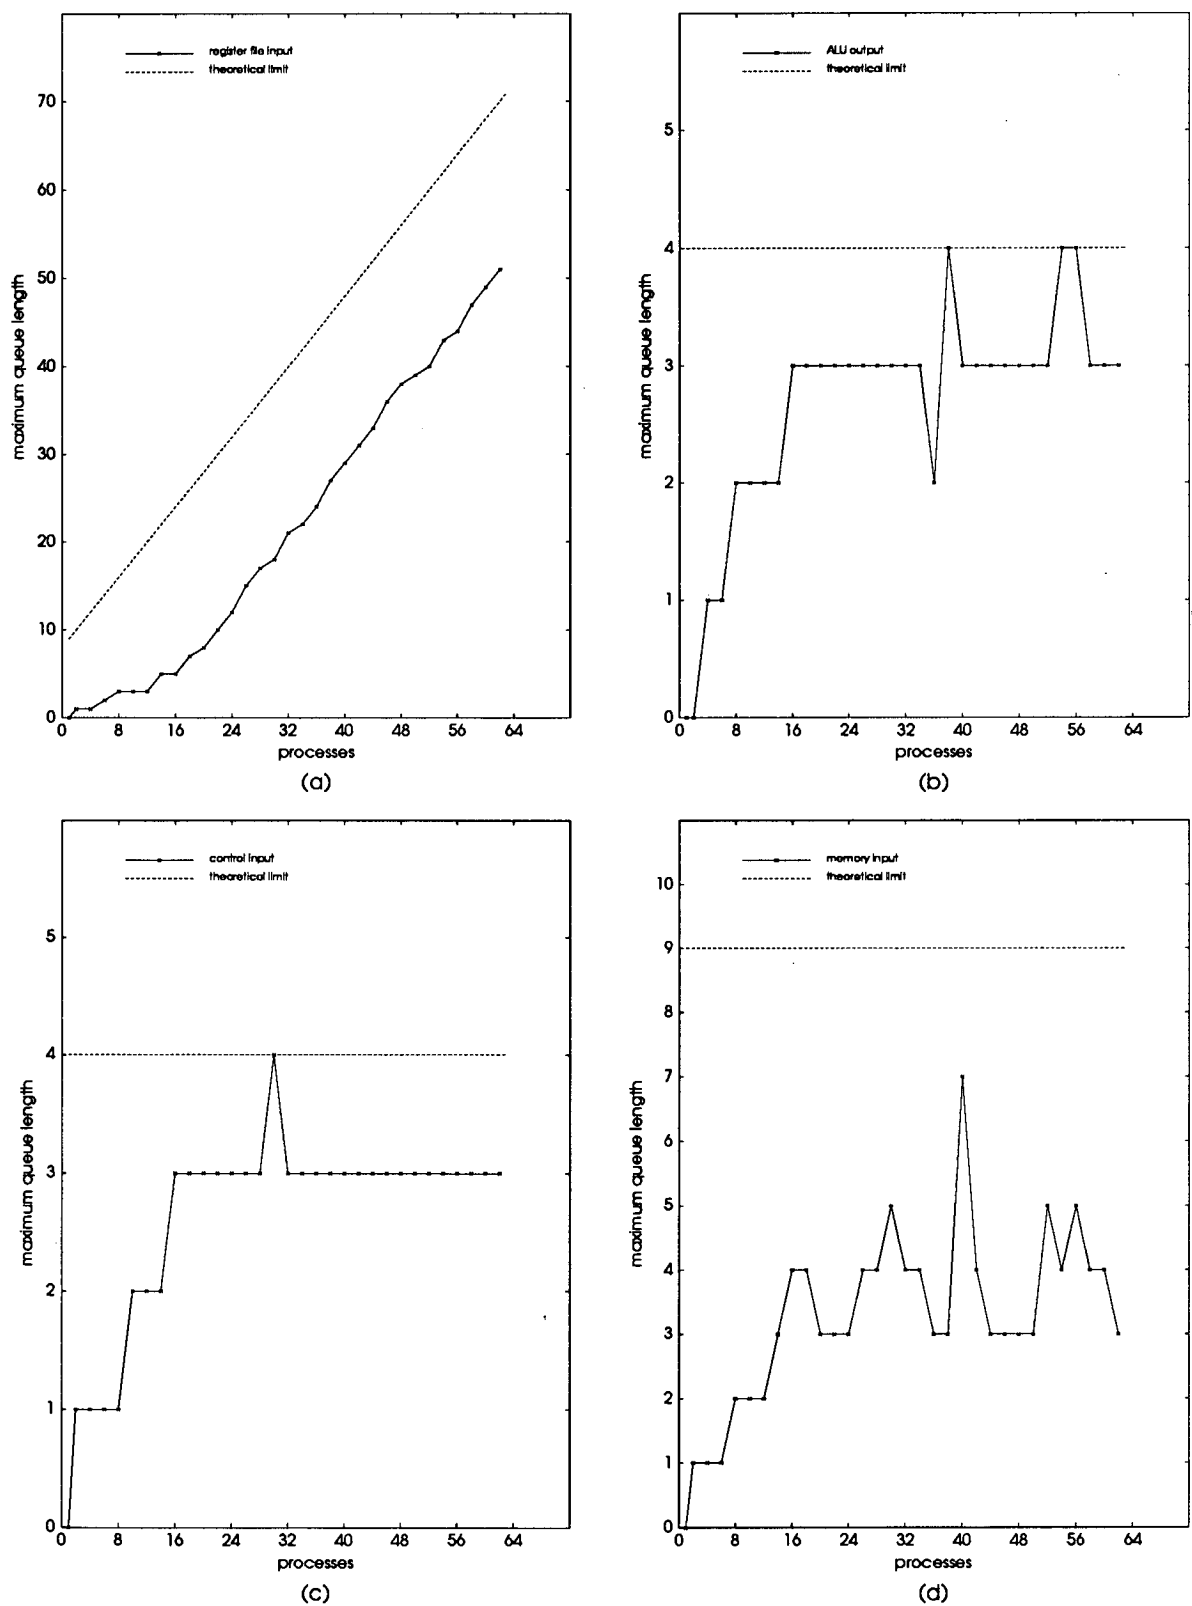 register file input
theoretical limit
70
60
50
40
30
20
10
0
0 8 16 24 32 40 48 56 64
maximum queue length
processes
(a)
ALU output
theoretical limit
5
4
3
2
1
0
0 8 16 24 32 40 48 56 64
maximum queue length
processes
(b)
control input
theoretical limit
5
4
3
2
1
0
0 8 16 24 32 40 48 56 64
maximum queue length
processes
(c)
memory input
theoretical limit
10
9
8
7
6
5
4
3
2
1
0
0 8 16 24 32 40 48 56 64
maximum queue length
processes
(d)